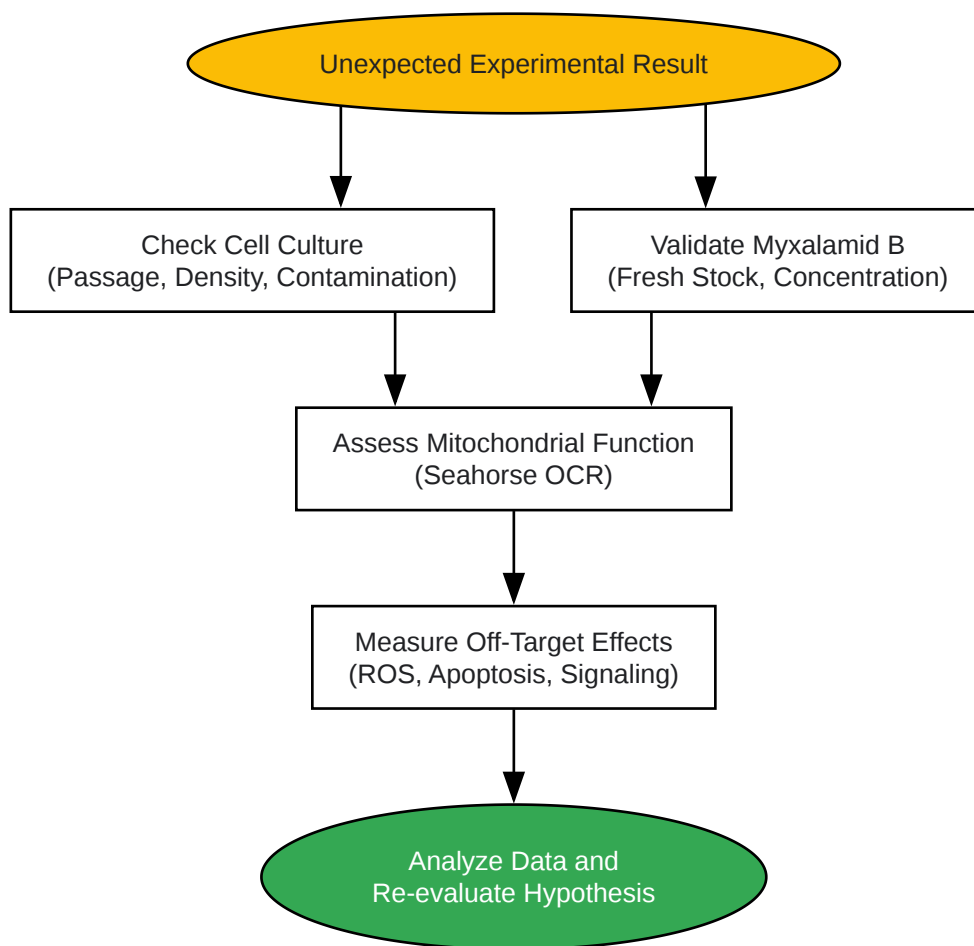 Unexpected Experimental Result
Check Cell Culture
(Passage, Density, Contamination)
Validate Myxalamid B
(Fresh Stock, Concentration)
Assess Mitochondrial Function
(Seahorse OCR)
Measure Off-Target Effects
(ROS, Apoptosis, Signaling)
Analyze Data and
Re-evaluate Hypothesis